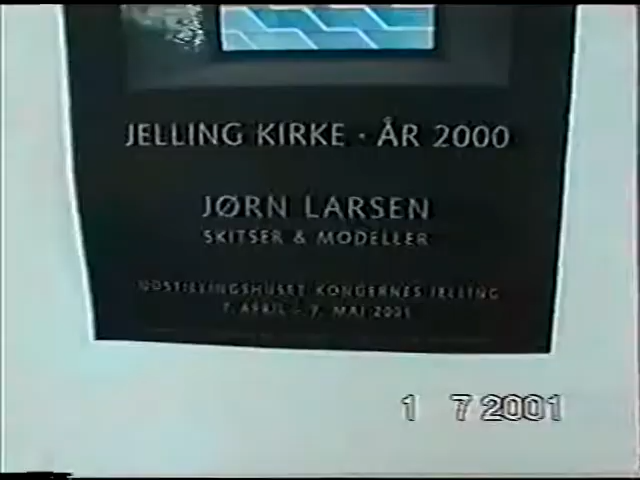 JELLING KIRKE · ÅR 2000
JØRN LARSEN
SKITSER & MODELLER
UDSTILLINGSHUSET KONGERNES JELLING
7. APRIL - 7. MAJ 2001
1 7 2001